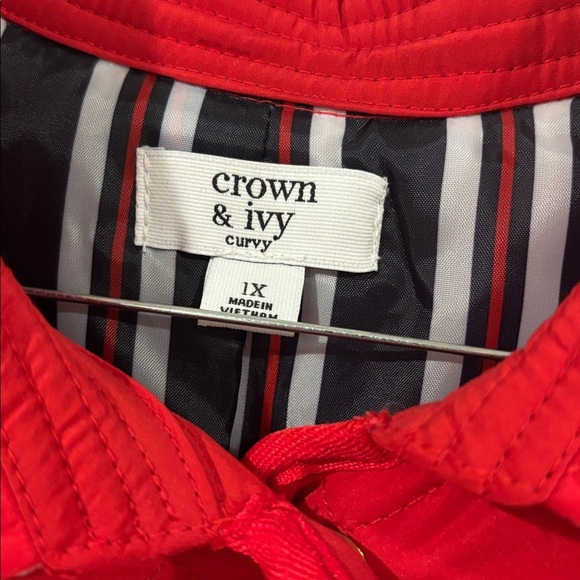 crown
& ivy
curvy
1X
MADE IN
VIETNAM